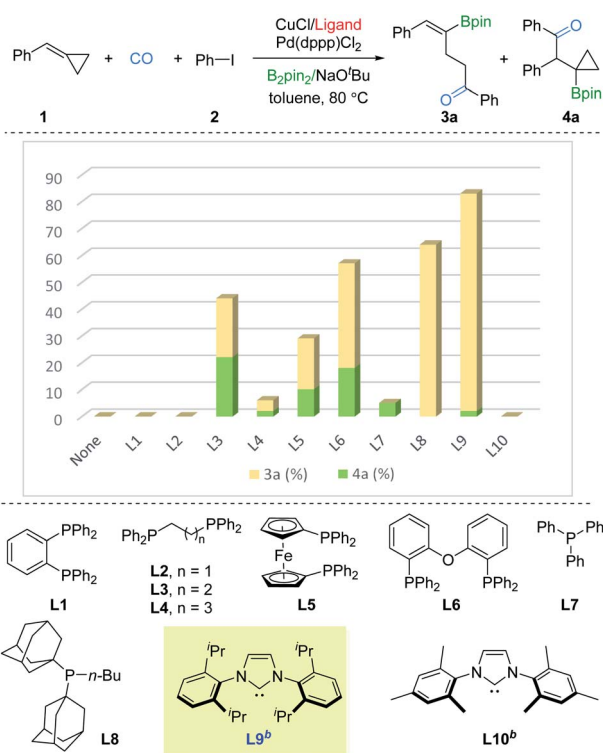 CuCl/Ligand
Pd(dppp)Cl₂
B₂pin₂/NaOᵗBu
toluene, 80 °C
Ph
+ CO + Ph I
Ph Bpin
O Ph
+
Ph O
Ph
Bpin
1 2 3a 4a
90
80
70
60
50
40
30
20
10
0
None L1 L2 L3 L4 L5 L6 L7 L8 L9 L10
3a (%) 4a (%)
PPh₂
PPh₂
L1
Ph₂P ( )n PPh₂
L2, n = 1
L3, n = 2
L4, n = 3
PPh₂
Fe
PPh₂
L5
O
PPh₂ PPh₂
L6
Ph P Ph
Ph
L7
P n-Bu
L8
ⁱPr ⁱPr
N N
ⁱPr ⁱPr
L9ᵇ
N N
L10ᵇ